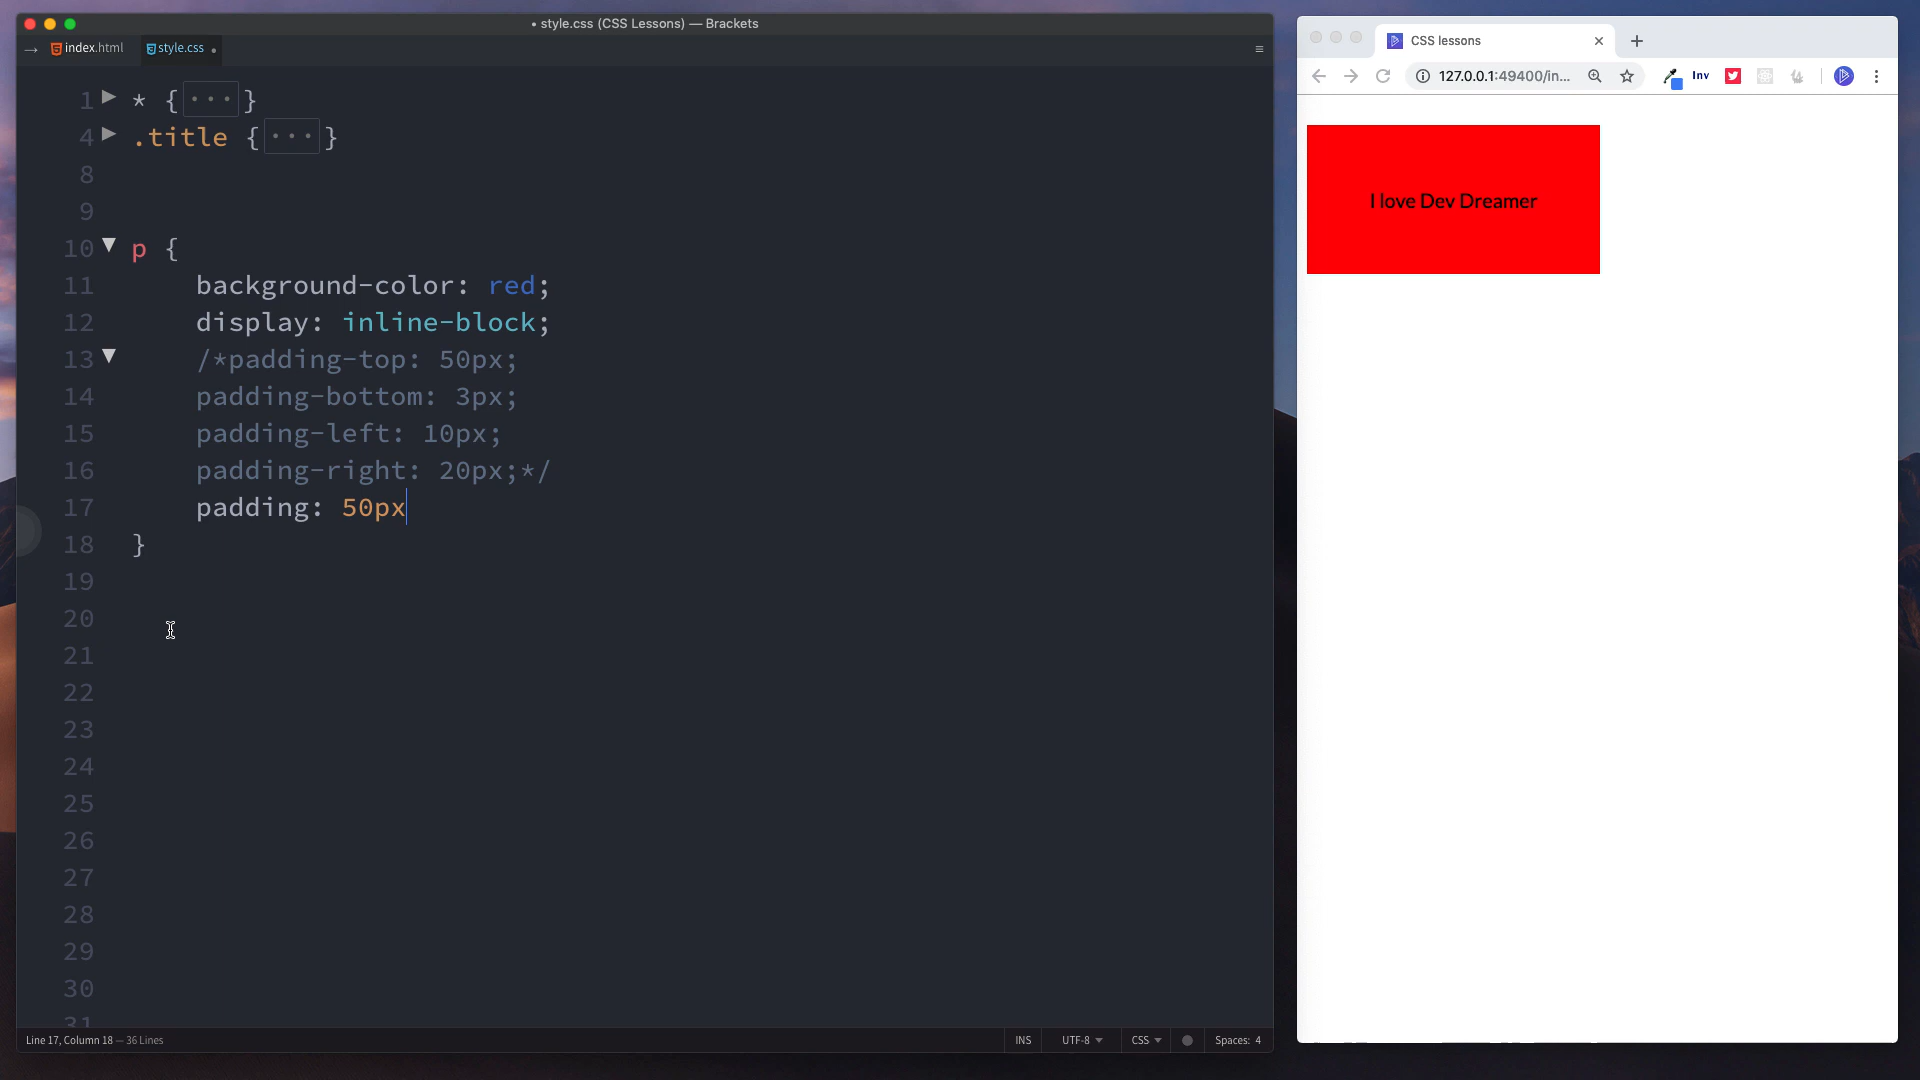 • style.css (CSS Lessons) — Brackets
index.html
style.css •
1 * {···}
4 .title {···}
8
9
10 p {
11 background-color: red;
12 display: inline-block;
13 /*padding-top: 50px;
14 padding-bottom: 3px;
15 padding-left: 10px;
16 padding-right: 20px;*/
17 padding: 50px
18 }
19
20
21
22
23
24
25
26
27
28
29
30
31
Line 17, Column 18 — 36 Lines
INS
UTF-8
CSS
Spaces: 4
CSS lessons
127.0.0.1:49400/in...
Inv
I love Dev Dreamer